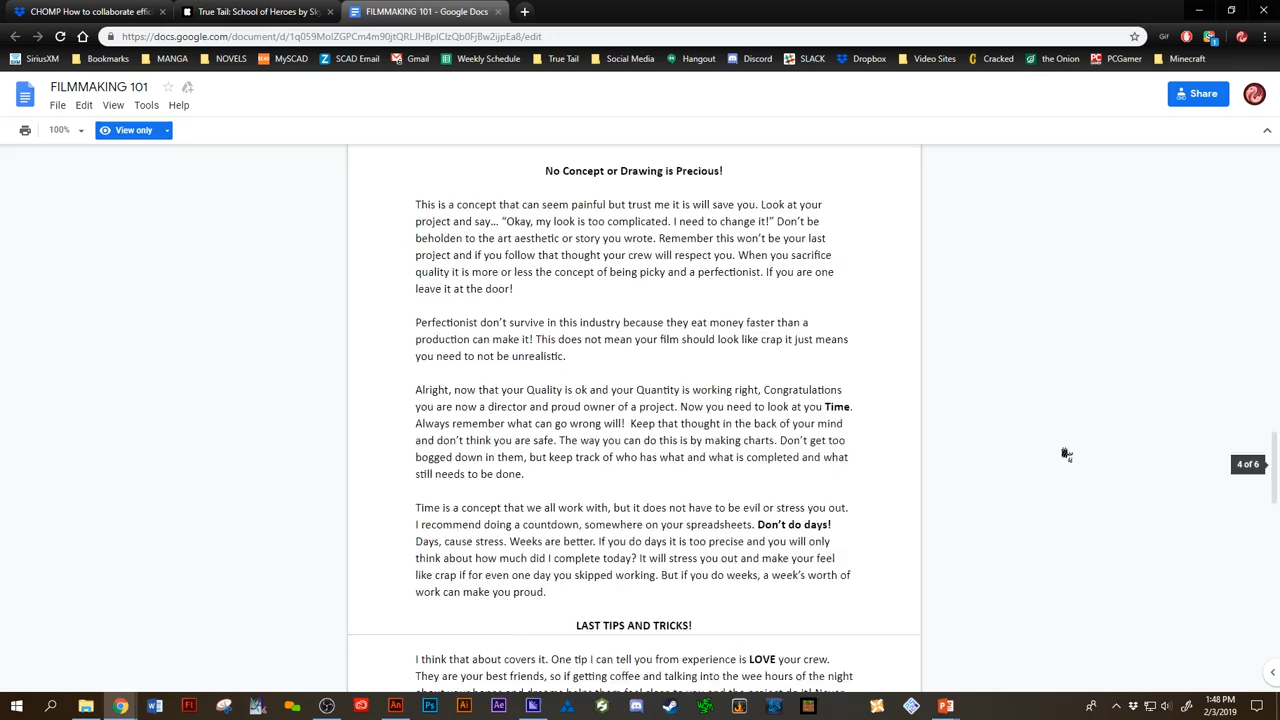 CHOMP How to collaborate effic
True Tail: School of Heroes by Sk
FILMMAKING 101 - Google Docs
https://docs.google.com/document/d/1q059MolZGPCm4m90jtQRLJHBplClzQb0FjBw2ijpEa8/edit
SiriusXM Bookmarks MANGA NOVELS MySCAD SCAD Email Gmail Weekly Schedule True Tail Social Media Hangout Discord SLACK Dropbox Video Sites Cracked the Onion PCGamer Minecraft
FILMMAKING 101
File Edit View Tools Help
Share
100% View only
No Concept or Drawing is Precious!
This is a concept that can seem painful but trust me it is will save you. Look at your
project and say… “Okay, my look is too complicated. I need to change it!” Don’t be
beholden to the art aesthetic or story you wrote. Remember this won’t be your last
project and if you follow that thought your crew will respect you. When you sacrifice
quality it is more or less the concept of being picky and a perfectionist. If you are one
leave it at the door!
Perfectionist don’t survive in this industry because they eat money faster than a
production can make it! This does not mean your film should look like crap it just means
you need to not be unrealistic.
Alright, now that your Quality is ok and your Quantity is working right, Congratulations
you are now a director and proud owner of a project. Now you need to look at you Time.
Always remember what can go wrong will!  Keep that thought in the back of your mind
and don’t think you are safe. The way you can do this is by making charts. Don’t get too
bogged down in them, but keep track of who has what and what is completed and what
still needs to be done.
4 of 6
Time is a concept that we all work with, but it does not have to be evil or stress you out.
I recommend doing a countdown, somewhere on your spreadsheets. Don’t do days!
Days, cause stress. Weeks are better. If you do days it is too precise and you will only
think about how much did I complete today? It will stress you out and make your feel
like crap if for even one day you skipped working. But if you do weeks, a week’s worth of
work can make you proud.
LAST TIPS AND TRICKS!
I think that about covers it. One tip I can tell you from experience is LOVE your crew.
They are your best friends, so if getting coffee and talking into the wee hours of the night
1:48 PM
2/3/2019